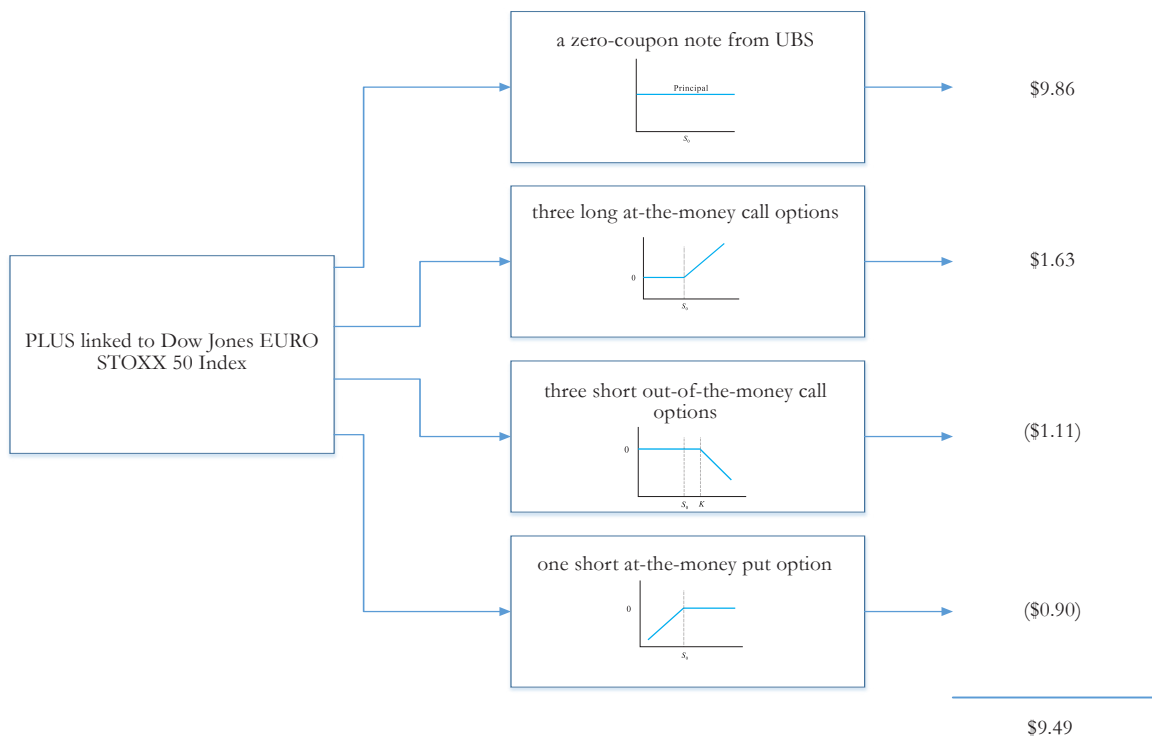 PLUS linked to Dow Jones EURO
STOXX 50 Index
a zero-coupon note from UBS
Principal
S₀
$9.86
three long at-the-money call options
0
S₀
$1.63
three short out-of-the-money call
options
0
S₀ K
($1.11)
one short at-the-money put option
0
S₀
($0.90)
$9.49